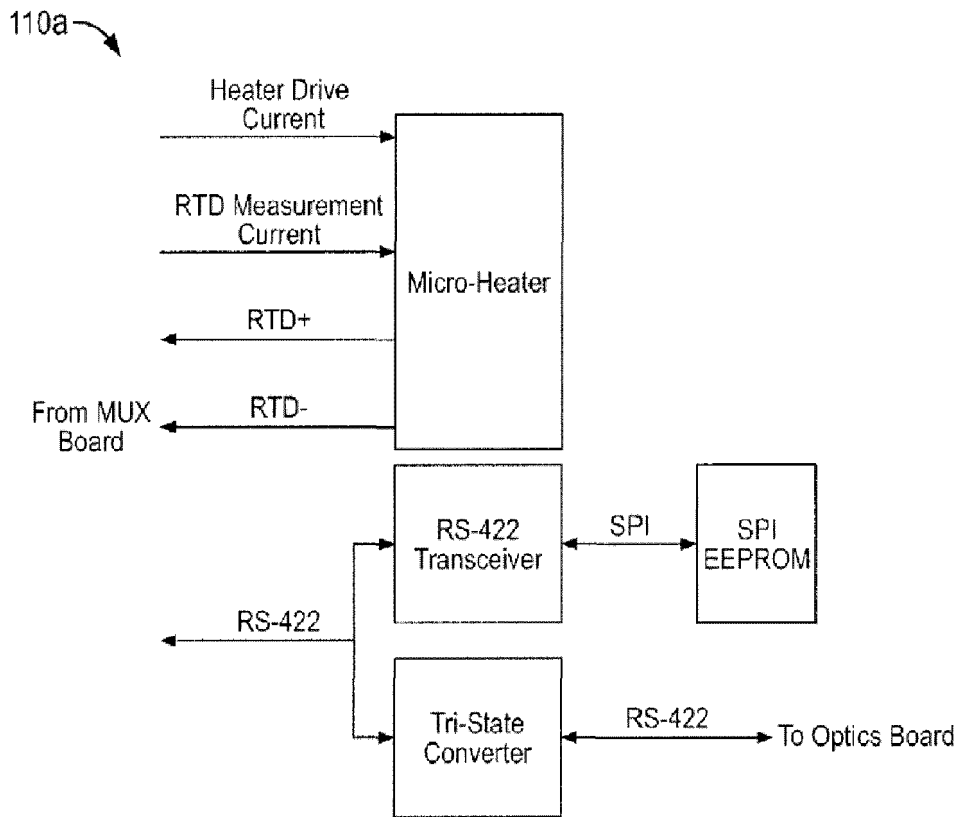 110a
Heater Drive
Current
RTD Measurement
Current
Micro-Heater
RTD+
From MUX
Board
RTD-
RS-422
Transceiver
SPI
SPI
EEPROM
RS-422
Tri-State
Converter
RS-422
To Optics Board